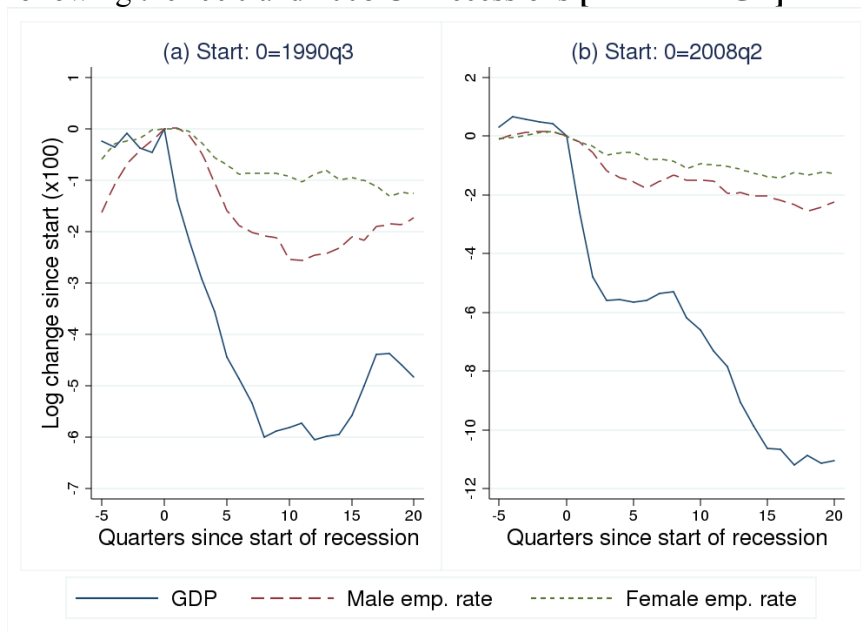 (a) Start: 0=1990q3
(b) Start: 0=2008q2
Log change since start (x100)
1
0
-1
-2
-3
-4
-5
-6
-7
-5 0 5 10 15 20
Quarters since start of recession
2
0
-2
-4
-6
-8
-10
-12
-5 0 5 10 15 20
Quarters since start of recession
GDP Male emp. rate Female emp. rate